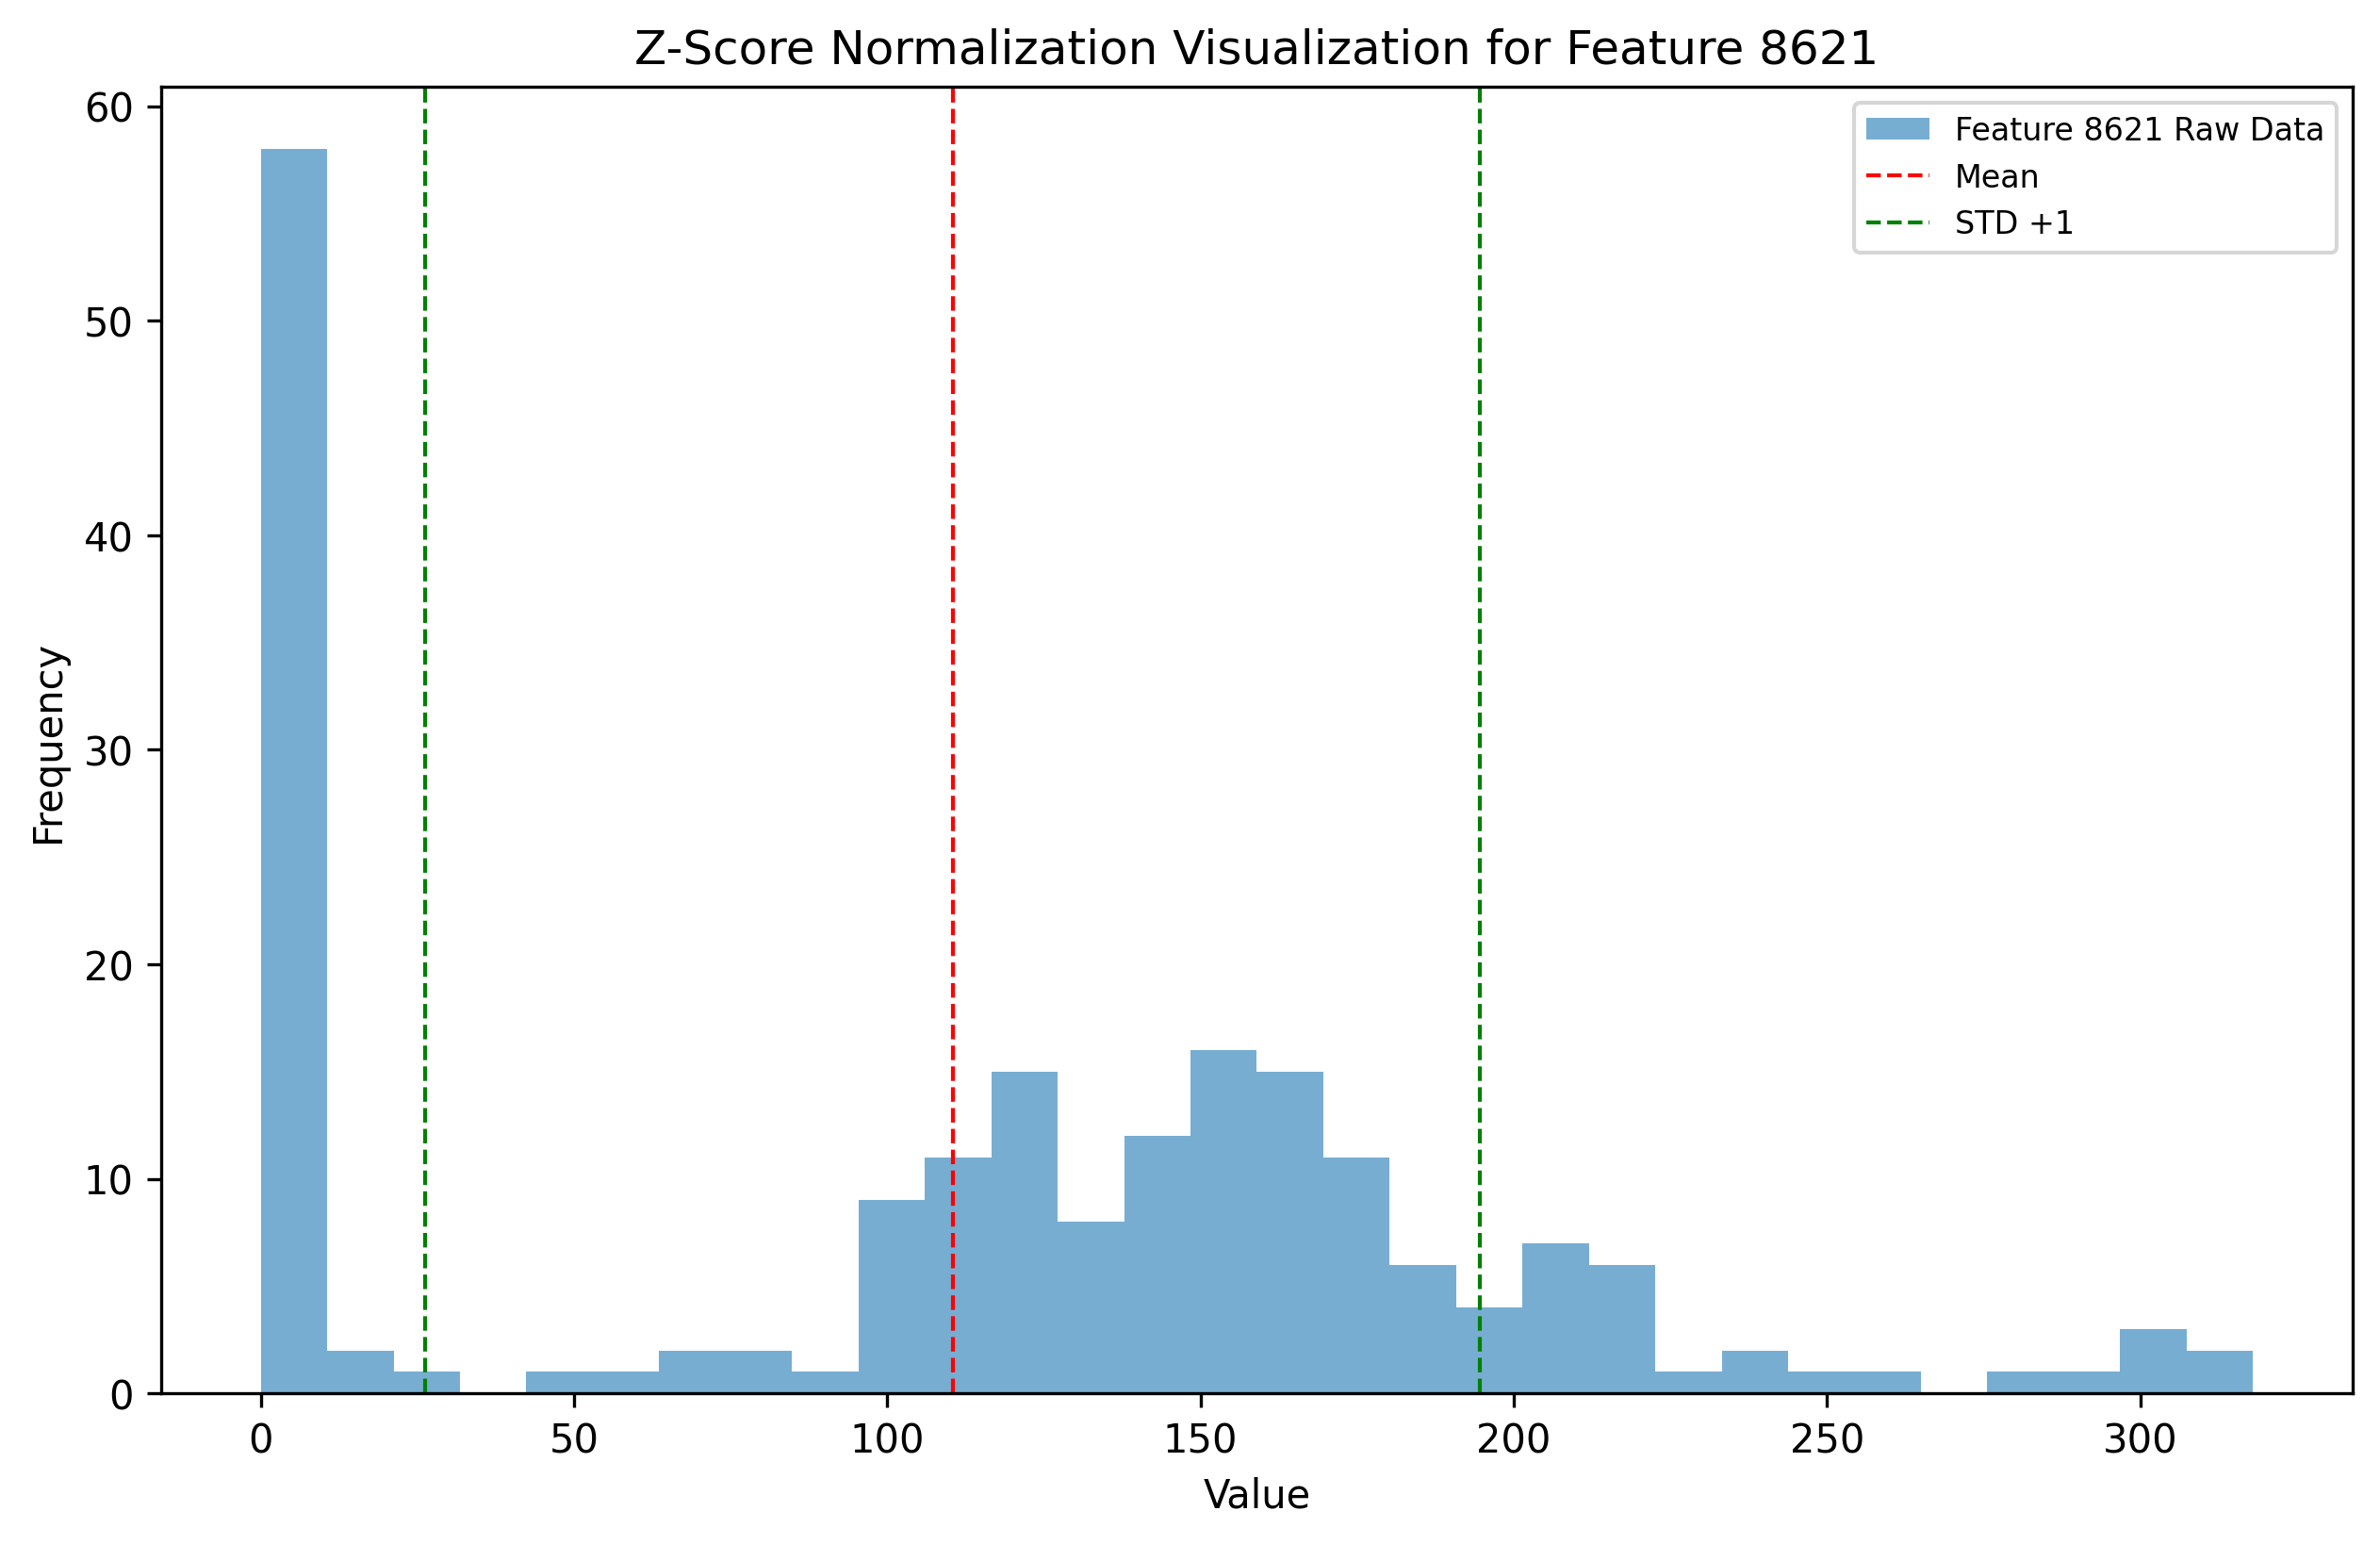 Z-Score Normalization Visualization for Feature 8621
Feature 8621 Raw Data
Mean
STD +1
60
50
40
30
20
10
0
Frequency
0 50 100 150 200 250 300
Value